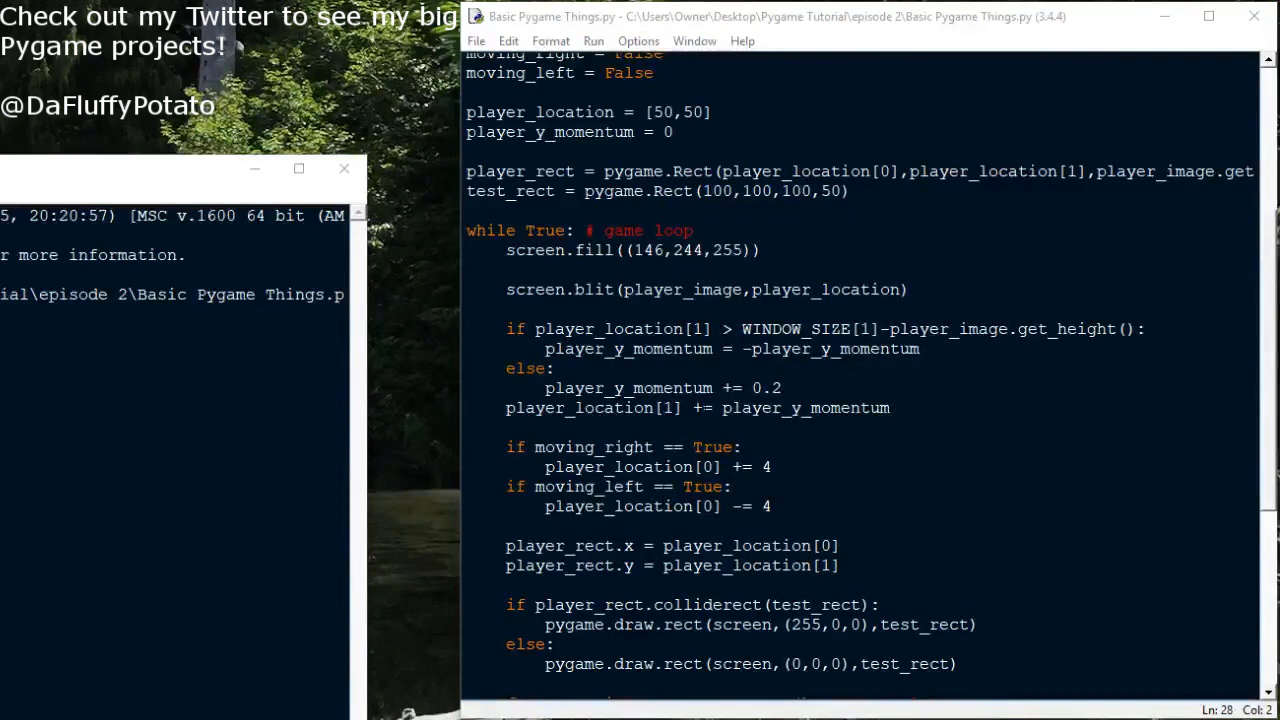 Check out my Twitter to see my big
Pygame projects!
@DaFluffyPotato
5, 20:20:57) [MSC v.1600 64 bit (AM
r more information.
ial\episode 2\Basic Pygame Things.p
Basic Pygame Things.py - C:\Users\Owner\Desktop\Pygame Tutorial\episode 2\Basic Pygame Things.py (3.4.4)
File Edit Format Run Options Window Help
moving_right = False
moving_left = False
player_location = [50,50]
player_y_momentum = 0
player_rect = pygame.Rect(player_location[0],player_location[1],player_image.get
test_rect = pygame.Rect(100,100,100,50)
while True: # game loop
screen.fill((146,244,255))
screen.blit(player_image,player_location)
if player_location[1] > WINDOW_SIZE[1]-player_image.get_height():
player_y_momentum = -player_y_momentum
else:
player_y_momentum += 0.2
player_location[1] += player_y_momentum
if moving_right == True:
player_location[0] += 4
if moving_left == True:
player_location[0] -= 4
player_rect.x = player_location[0]
player_rect.y = player_location[1]
if player_rect.colliderect(test_rect):
pygame.draw.rect(screen,(255,0,0),test_rect)
else:
pygame.draw.rect(screen,(0,0,0),test_rect)
Ln: 28 Col: 2